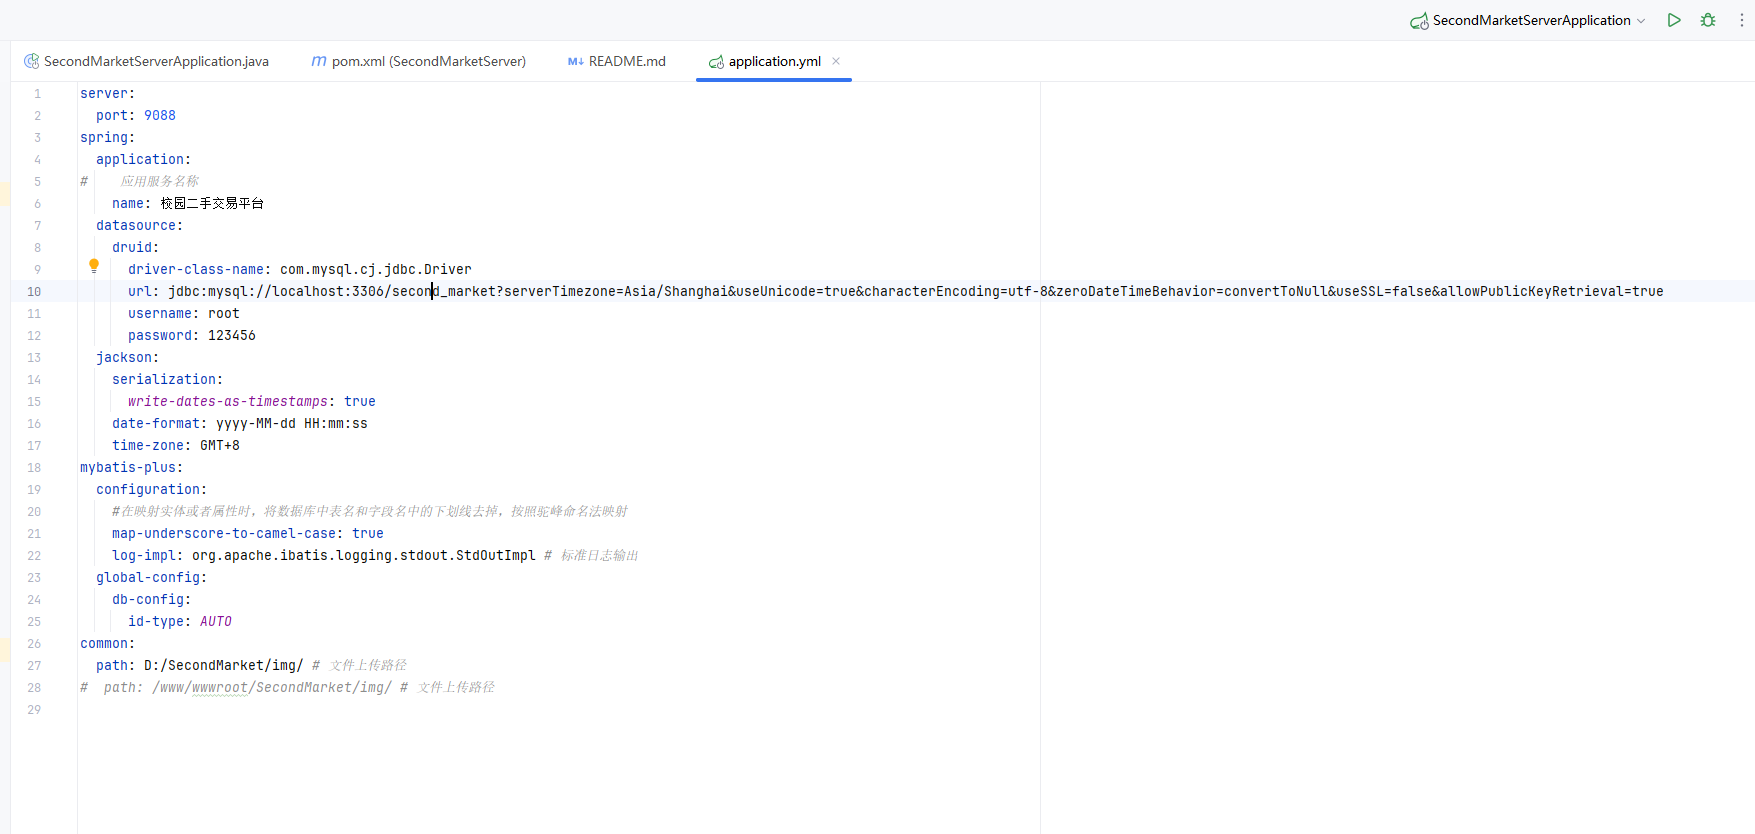 SecondMarketServerApplication
SecondMarketServerApplication.java
pom.xml (SecondMarketServer)
README.md
application.yml
1 server:
2 port: 9088
3 spring:
4 application:
5 # 应用服务名称
6 name: 校园二手交易平台
7 datasource:
8 druid:
9 driver-class-name: com.mysql.cj.jdbc.Driver
10 url: jdbc:mysql://localhost:3306/second_market?serverTimezone=Asia/Shanghai&useUnicode=true&characterEncoding=utf-8&zeroDateTimeBehavior=convertToNull&useSSL=false&allowPublicKeyRetrieval=true
11 username: root
12 password: 123456
13 jackson:
14 serialization:
15 write-dates-as-timestamps: true
16 date-format: yyyy-MM-dd HH:mm:ss
17 time-zone: GMT+8
18 mybatis-plus:
19 configuration:
20 #在映射实体或者属性时，将数据库中表名和字段名中的下划线去掉，按照驼峰命名法映射
21 map-underscore-to-camel-case: true
22 log-impl: org.apache.ibatis.logging.stdout.StdOutImpl # 标准日志输出
23 global-config:
24 db-config:
25 id-type: AUTO
26 common:
27 path: D:/SecondMarket/img/ # 文件上传路径
28 # path: /www/wwwroot/SecondMarket/img/ # 文件上传路径
29